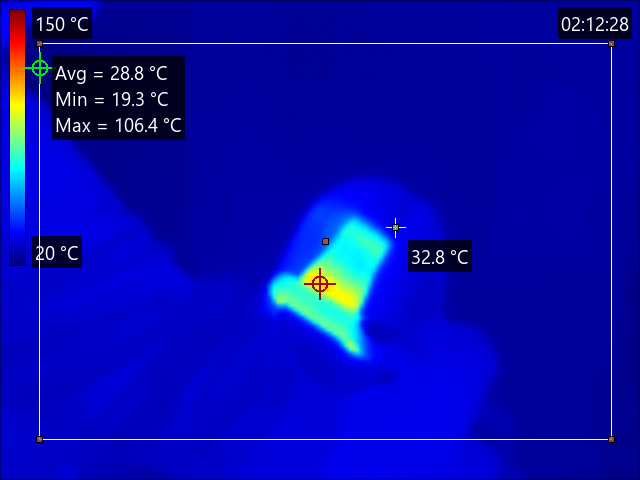 150 °C
02:12:28
Avg = 28.8 °C
Min = 19.3 °C
Max = 106.4 °C
20 °C
32.8 °C